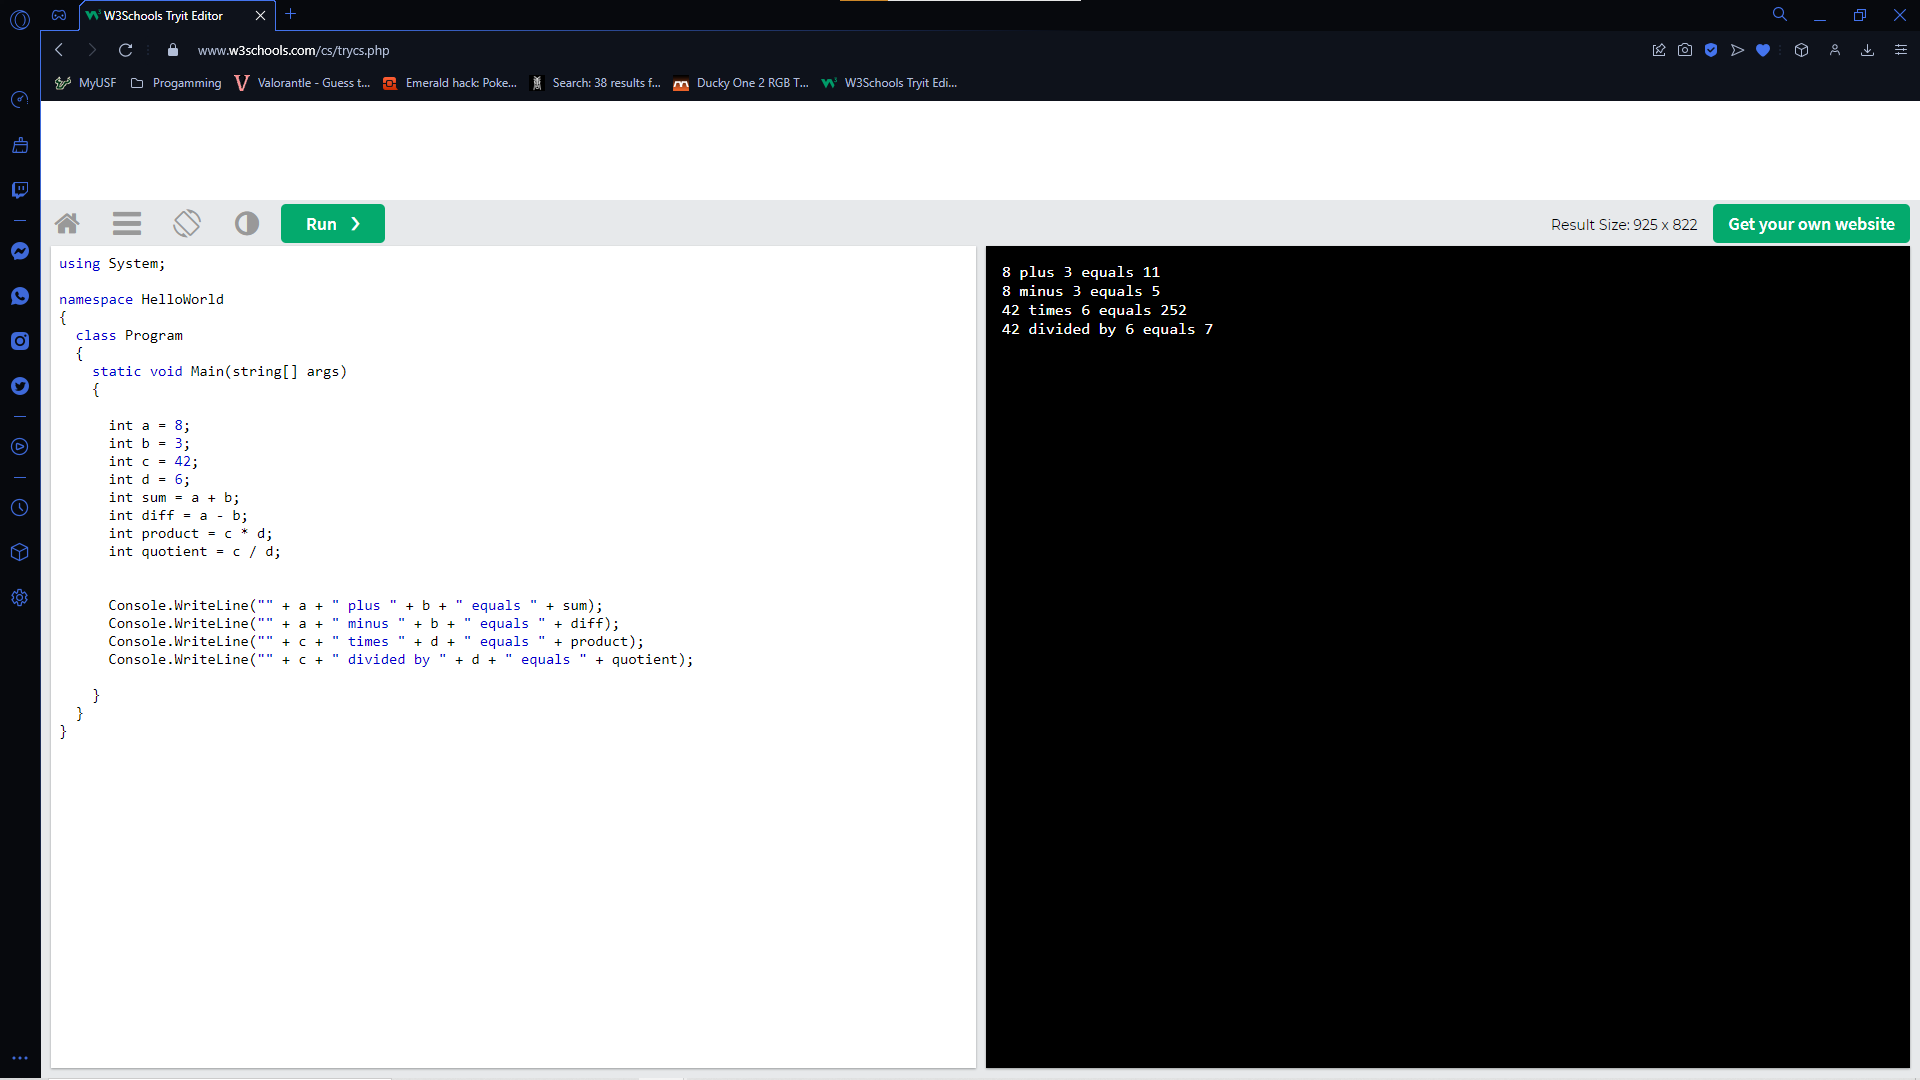 W3Schools Tryit Editor
www.w3schools.com/cs/trycs.php
MyUSF Progamming Valorantle - Guess t... Emerald hack: Poke... Search: 38 results f... Ducky One 2 RGB T... W3Schools Tryit Edi...
Run ❯ Result Size: 925 x 822 Get your own website
using System;
namespace HelloWorld
{
class Program
{
static void Main(string[] args)
{
int a = 8;
int b = 3;
int c = 42;
int d = 6;
int sum = a + b;
int diff = a - b;
int product = c * d;
int quotient = c / d;
Console.WriteLine("" + a + " plus " + b + " equals " + sum);
Console.WriteLine("" + a + " minus " + b + " equals " + diff);
Console.WriteLine("" + c + " times " + d + " equals " + product);
Console.WriteLine("" + c + " divided by " + d + " equals " + quotient);
}
}
}
8 plus 3 equals 11
8 minus 3 equals 5
42 times 6 equals 252
42 divided by 6 equals 7